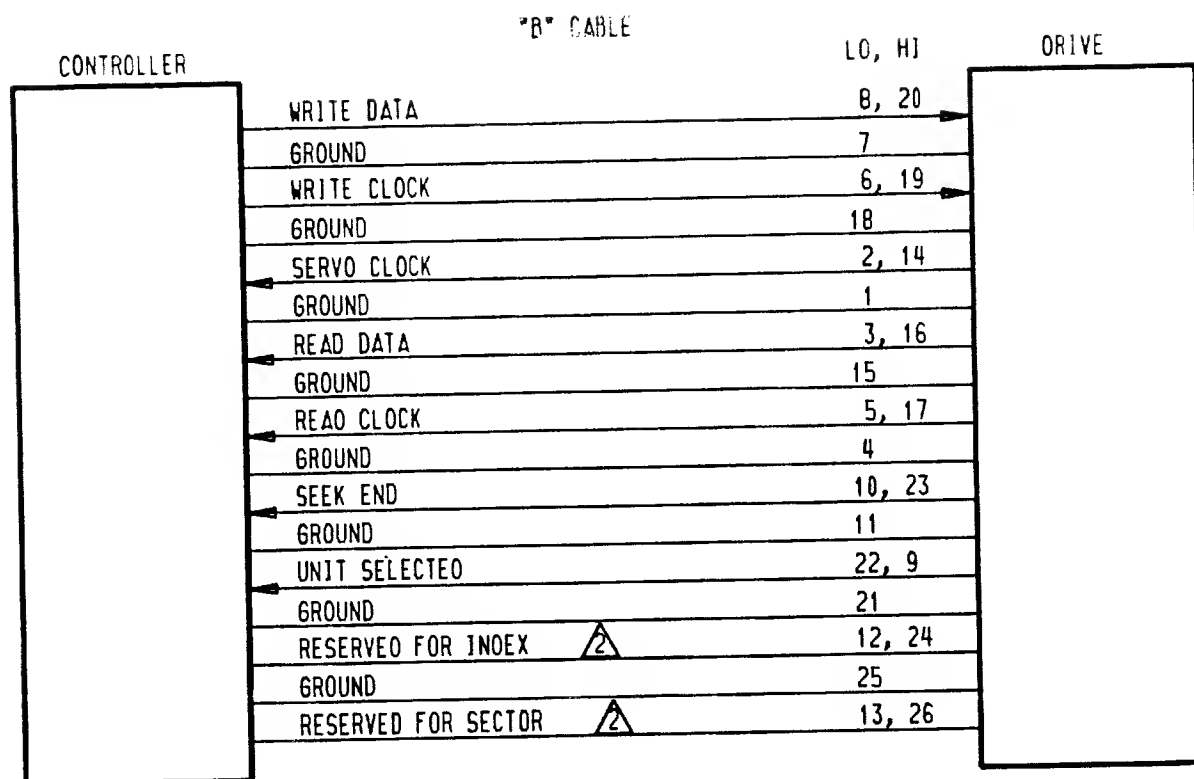 "B" CABLE
CONTROLLER LO, HI DRIVE
WRITE DATA 8, 20
GROUND 7
WRITE CLOCK 6, 19
GROUND 18
SERVO CLOCK 2, 14
GROUND 1
READ DATA 3, 16
GROUND 15
READ CLOCK 5, 17
GROUND 4
SEEK END 10, 23
GROUND 11
UNIT SELECTED 22, 9
GROUND 21
RESERVED FOR INDEX 2 12, 24
GROUND 25
RESERVED FOR SECTOR 2 13, 26